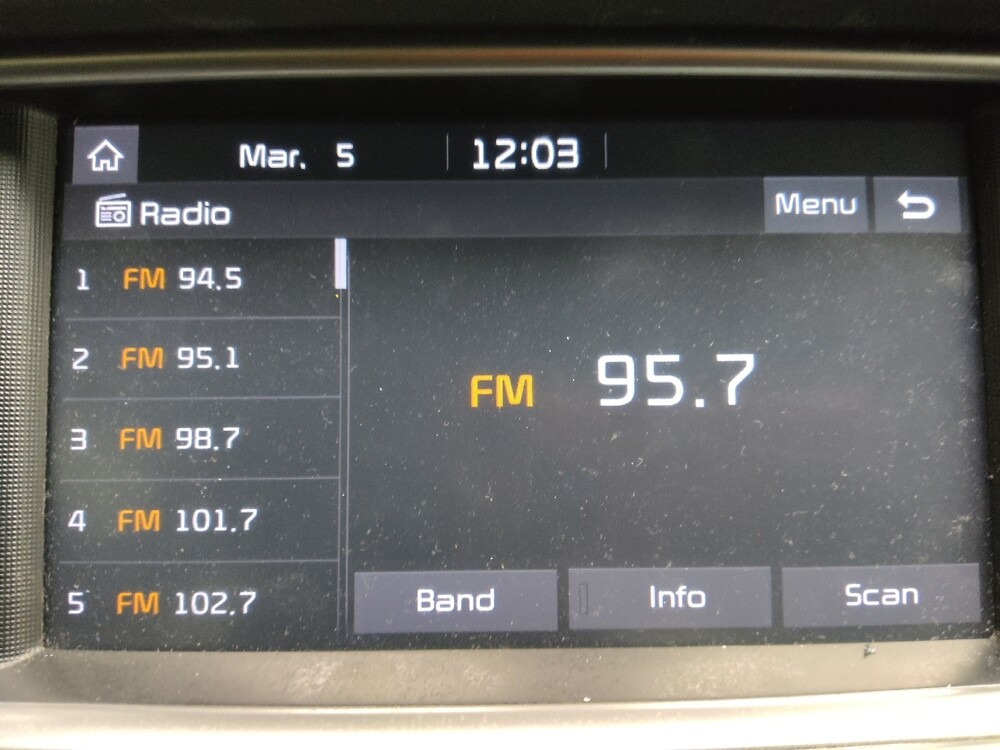 Mar. 5 12:03
Radio Menu
1 FM 94.5
2 FM 95.1
3 FM 98.7
4 FM 101.7
5 FM 102.7
FM 95.7
Band Info Scan